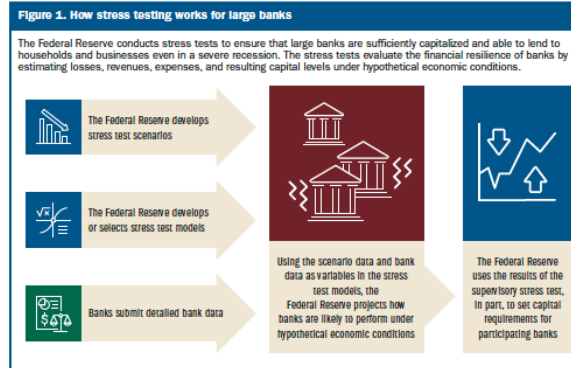 Figure 1. How stress testing works for large banks
The Federal Reserve conducts stress tests to ensure that large banks are sufficiently capitalized and able to lend to
households and businesses even in a severe recession. The stress tests evaluate the financial resilience of banks by
estimating losses, revenues, expenses, and resulting capital levels under hypothetical economic conditions.
The Federal Reserve develops
stress test scenarios
√x
The Federal Reserve develops
or selects stress test models
$
Banks submit detailed bank data
Using the scenario data and bank
data as variables in the stress
test models, the
Federal Reserve projects how
banks are likely to perform under
hypothetical economic conditions
The Federal Reserve
uses the results of the
supervisory stress test,
in part, to set capital
requirements for
participating banks